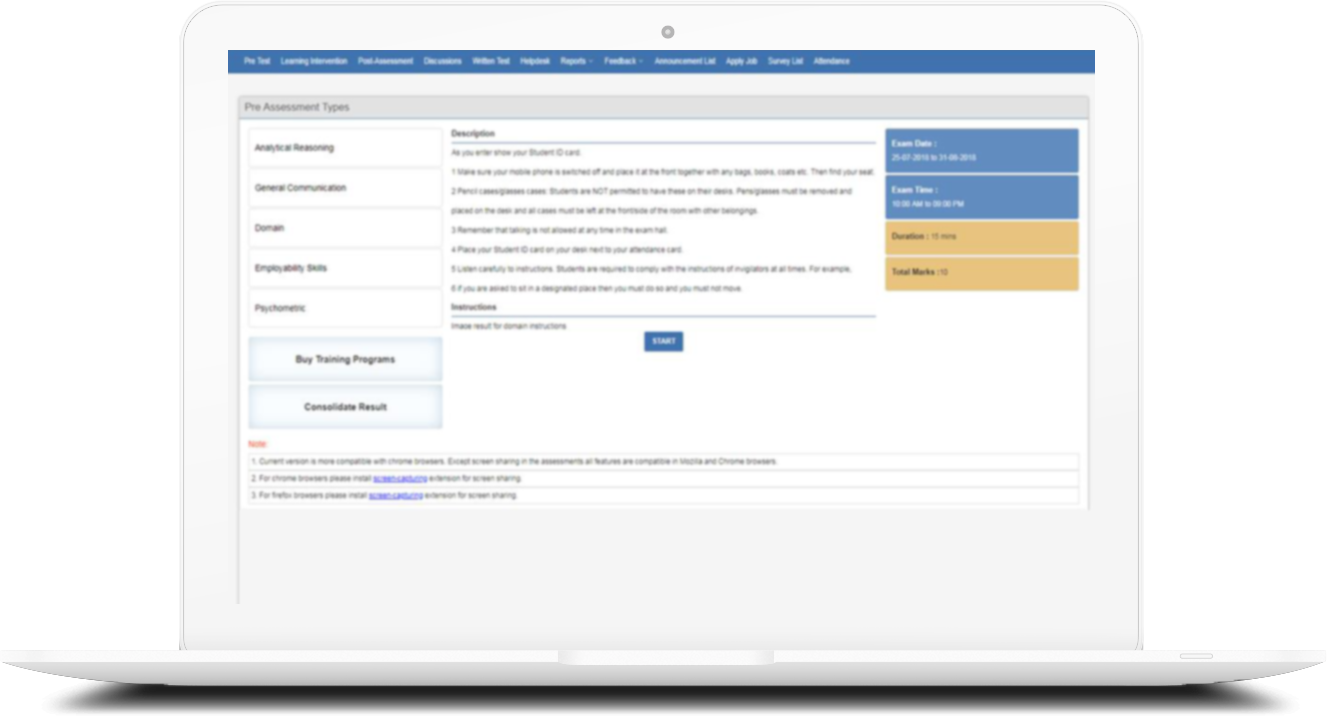 Pre Test Learning Intervention Post-Assessment Discussions Written Test Helpdesk Reports Feedback Announcement List Apply Job Survey List Attendance
Pre Assessment Types
Analytical Reasoning
General Communication
Domain
Employability Skills
Psychometric
Buy Training Programs
Consolidate Result
Description
As you enter show your Student ID card.
1 Make sure your mobile phone is switched off and place it at the front together with any bags, books, coats etc. Then find your seat.
2 Pencil cases/glasses cases: Students are NOT permitted to have these on their desks. Pens/glasses must be removed and
placed on the desk and all cases must be left at the front/side of the room with other belongings.
3 Remember that talking is not allowed at any time in the exam hall.
4 Place your Student ID card on your desk next to your attendance card.
5 Listen carefully to instructions. Students are required to comply with the instructions of invigilators at all times. For example,
6 if you are asked to sit in a designated place then you must do so and you must not move.
Instructions
Image result for domain instructions
START
Exam Date :
25-07-2018 to 31-08-2018
Exam Time :
10:00 AM to 09:00 PM
Duration : 15 mins
Total Marks :10
Note:
1. Current version is more compatible with chrome browsers. Except screen sharing in the assessments all features are compatible in Mozilla and Chrome browsers.
2. For chrome browsers please install screen-capturing extension for screen sharing.
3. For firefox browsers please install screen-capturing extension for screen sharing.